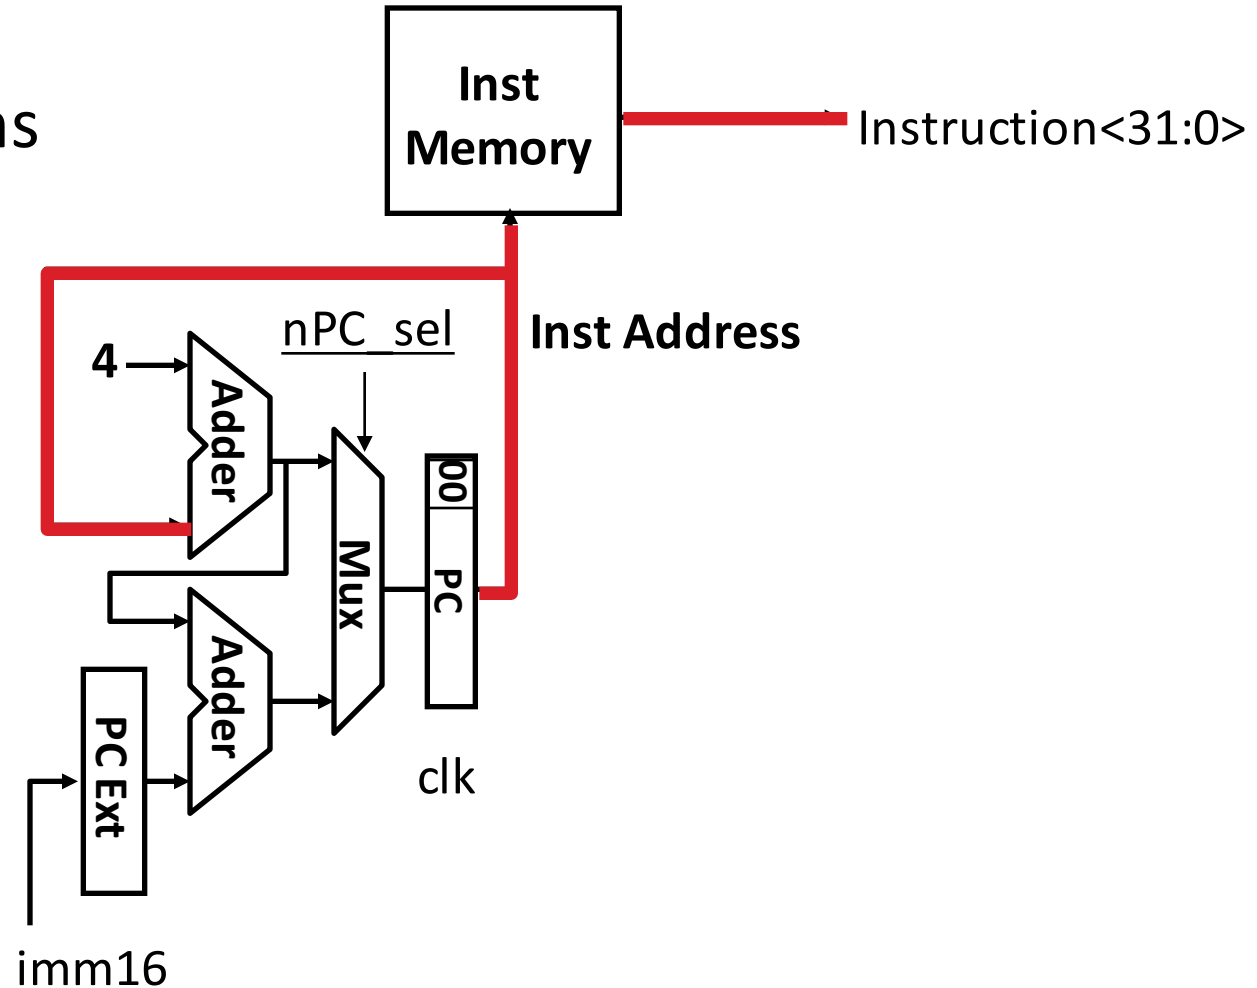 Inst
Memory
Instruction<31:0>
nPC_sel
Inst Address
4
Adder
00
Mux
PC
Adder
PC Ext
clk
imm16